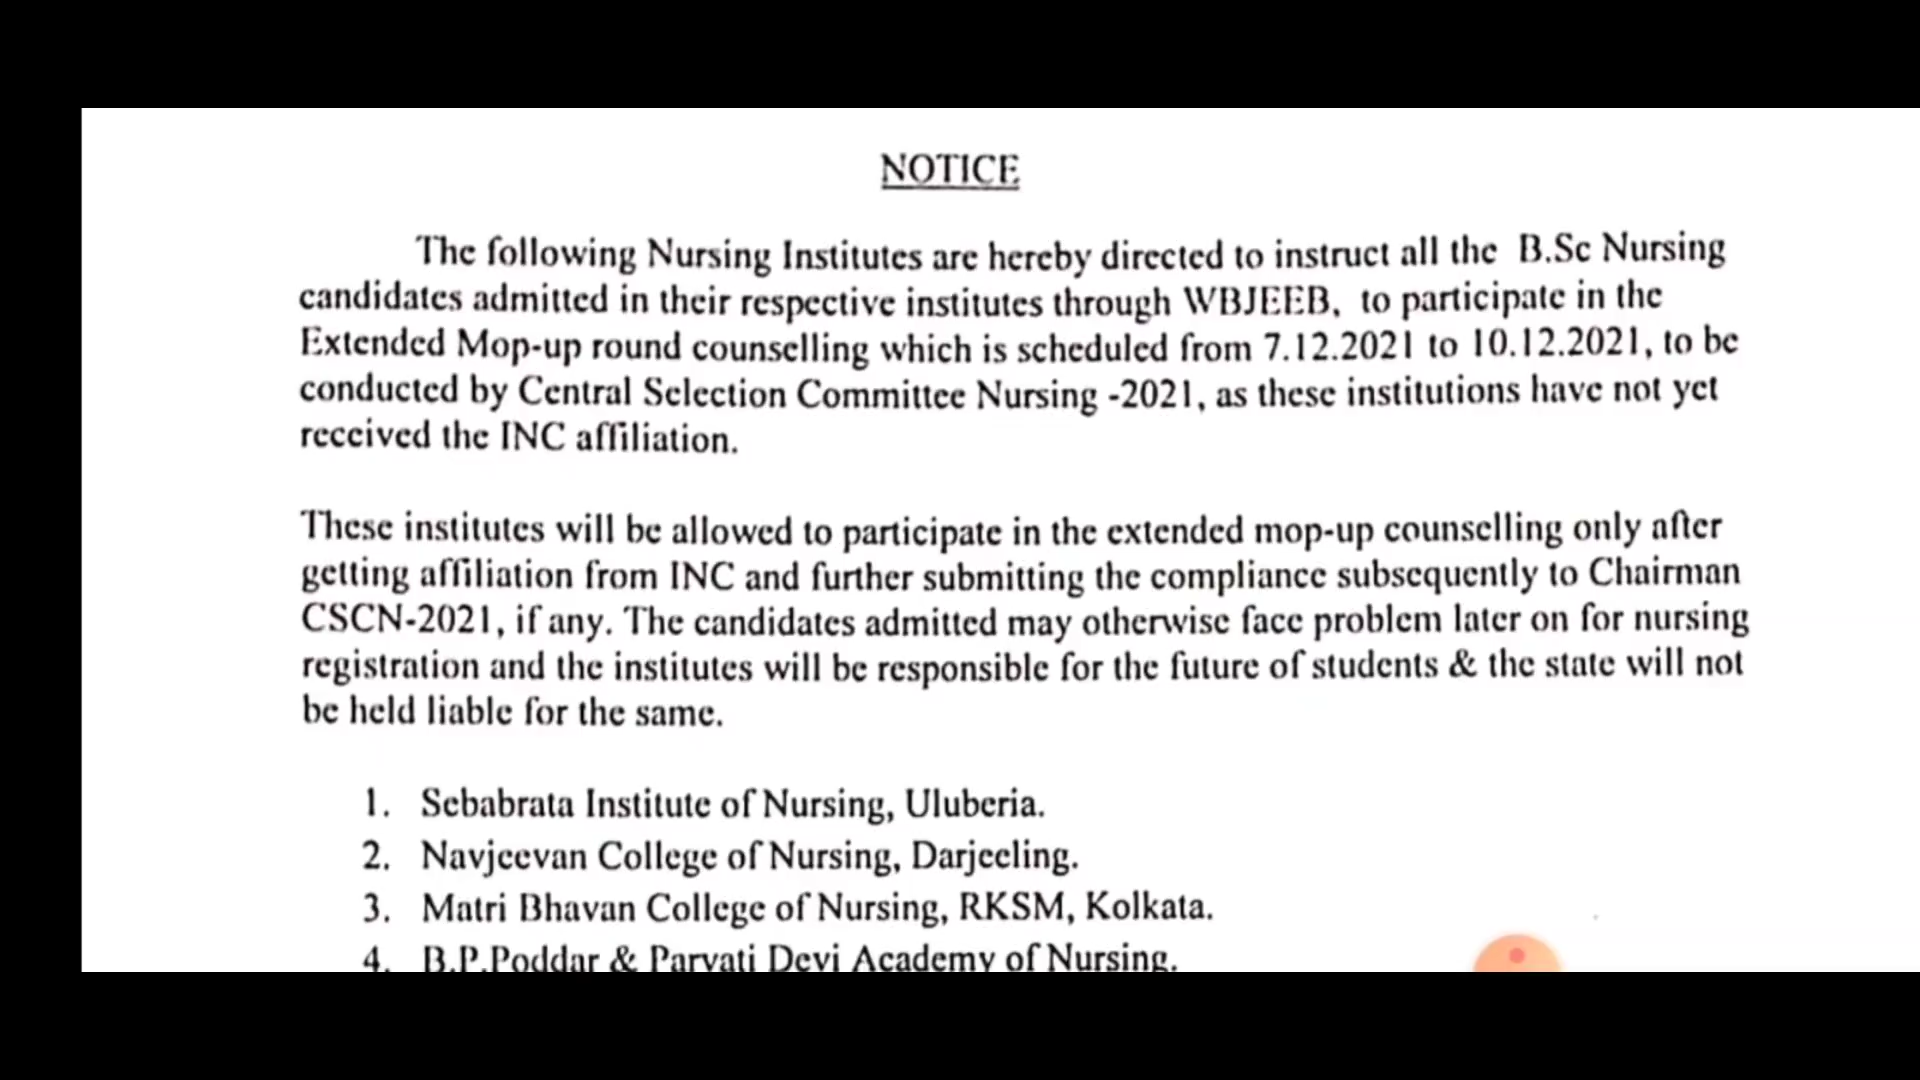 NOTICE
The following Nursing Institutes are hereby directed to instruct all the B.Sc Nursing
candidates admitted in their respective institutes through WBJEEB, to participate in the
Extended Mop-up round counselling which is scheduled from 7.12.2021 to 10.12.2021, to be
conducted by Central Selection Committee Nursing -2021, as these institutions have not yet
received the INC affiliation.
These institutes will be allowed to participate in the extended mop-up counselling only after
getting affiliation from INC and further submitting the compliance subsequently to Chairman
CSCN-2021, if any. The candidates admitted may otherwise face problem later on for nursing
registration and the institutes will be responsible for the future of students & the state will not
be held liable for the same.
1. Sebabrata Institute of Nursing, Uluberia.
2. Navjeevan College of Nursing, Darjeeling.
3. Matri Bhavan College of Nursing, RKSM, Kolkata.
4. B.P.Poddar & Parvati Devi Academy of Nursing.